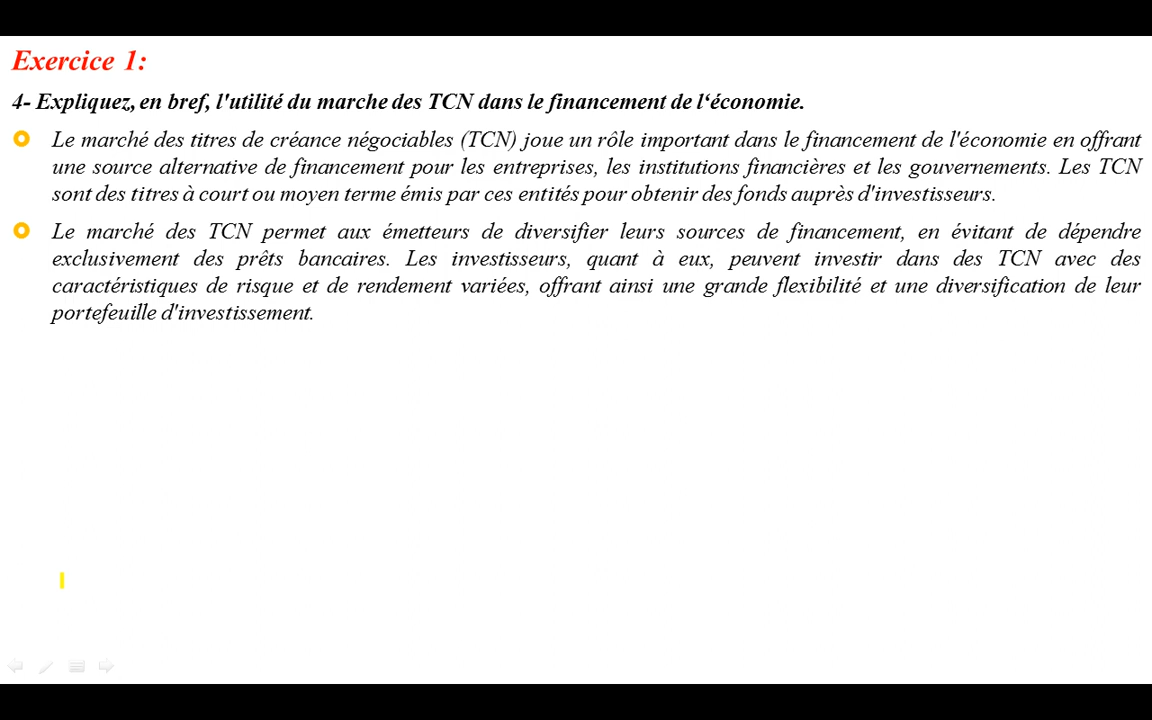 Exercice 1:
4- Expliquez, en bref, l'utilité du marche des TCN dans le financement de l‘économie.
Le marché des titres de créance négociables (TCN) joue un rôle important dans le financement de l'économie en offrant
une source alternative de financement pour les entreprises, les institutions financières et les gouvernements. Les TCN
sont des titres à court ou moyen terme émis par ces entités pour obtenir des fonds auprès d'investisseurs.
Le marché des TCN permet aux émetteurs de diversifier leurs sources de financement, en évitant de dépendre
exclusivement des prêts bancaires. Les investisseurs, quant à eux, peuvent investir dans des TCN avec des
caractéristiques de risque et de rendement variées, offrant ainsi une grande flexibilité et une diversification de leur
portefeuille d'investissement.